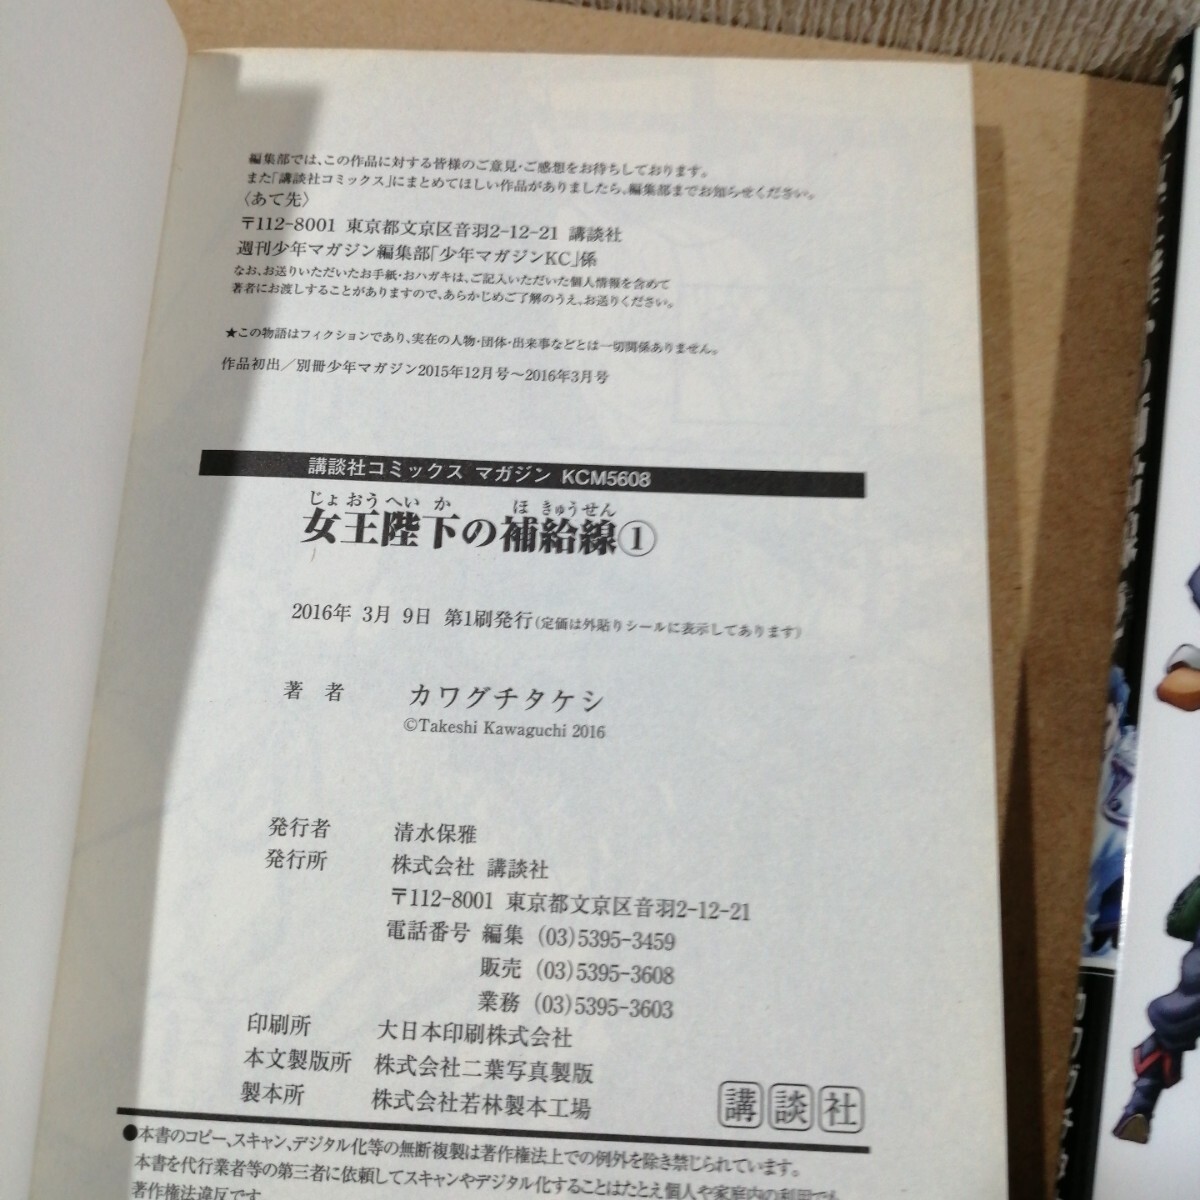 編集部では、この作品に対する皆様のご意見・ご感想をお待ちしております。
また「講談社コミックス」にまとめてほしい作品がありましたら、編集部までお知らせください。
〈あて先〉
〒112-8001 東京都文京区音羽2-12-21 講談社
週刊少年マガジン編集部「少年マガジンKC」係
なお、お送りいただいたお手紙・おハガキは、ご記入いただいた個人情報を含めて
著者にお渡しすることがありますので、あらかじめご了解のうえ、お送りください。
★この物語はフィクションであり、実在の人物・団体・出来事などとは一切関係ありません。
作品初出／別冊少年マガジン2015年12月号～2016年3月号
講談社コミックス マガジン KCM5608
じょおうへいか ほきゅうせん
女王陛下の補給線①
2016年 3月 9日 第1刷発行(定価は外貼りシールに表示してあります)
著 者 カワグチタケシ
©Takeshi Kawaguchi 2016
発行者 清水保雅
発行所 株式会社 講談社
〒112-8001 東京都文京区音羽2-12-21
電話番号 編集 (03)5395-3459
販売 (03)5395-3608
業務 (03)5395-3603
印刷所 大日本印刷株式会社
本文製版所 株式会社二葉写真製版
製本所 株式会社若林製本工場
講談社
●本書のコピー、スキャン、デジタル化等の無断複製は著作権法上での例外を除き禁じられています。
本書を代行業者等の第三者に依頼してスキャンやデジタル化することはたとえ個人や家庭内の利用でも
著作権法違反です。